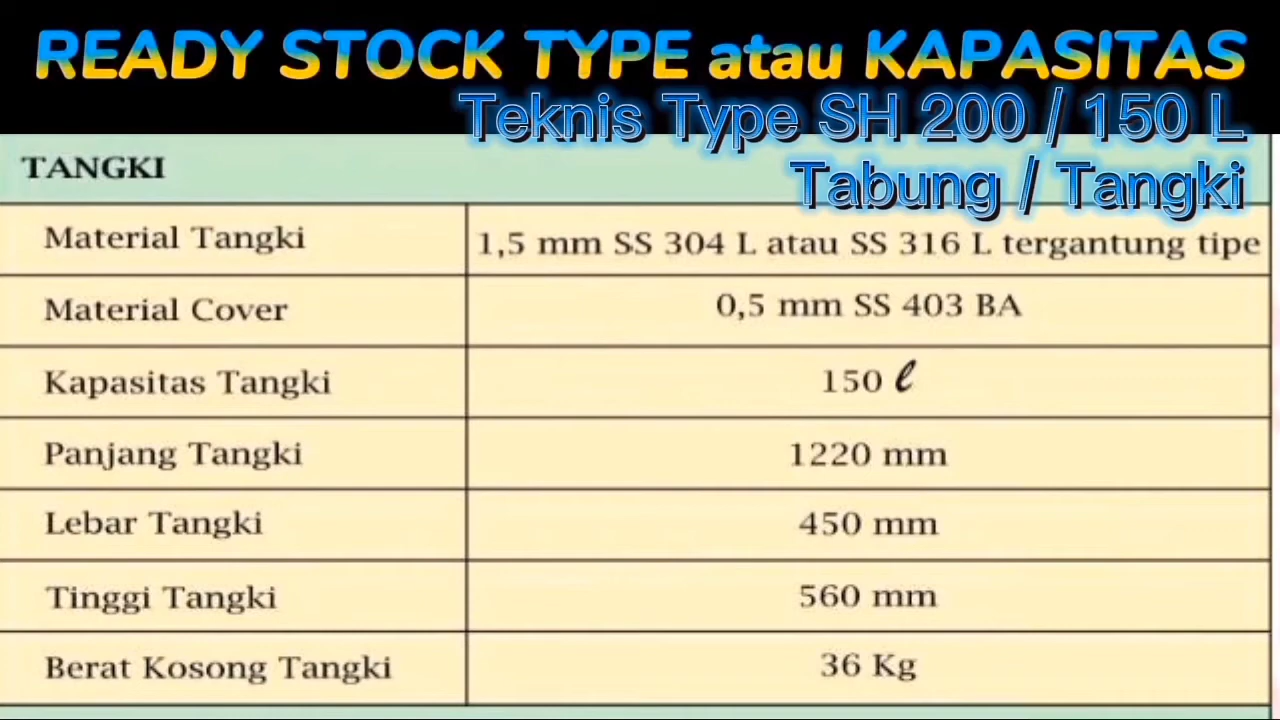 READY STOCK TYPE atau KAPASITAS
Teknis Type SH 200 / 150 L
Tabung / Tangki
TANGKI
Material Tangki 1,5 mm SS 304 L atau SS 316 L tergantung tipe
Material Cover 0,5 mm SS 403 BA
Kapasitas Tangki 150 ℓ
Panjang Tangki 1220 mm
Lebar Tangki 450 mm
Tinggi Tangki 560 mm
Berat Kosong Tangki 36 Kg